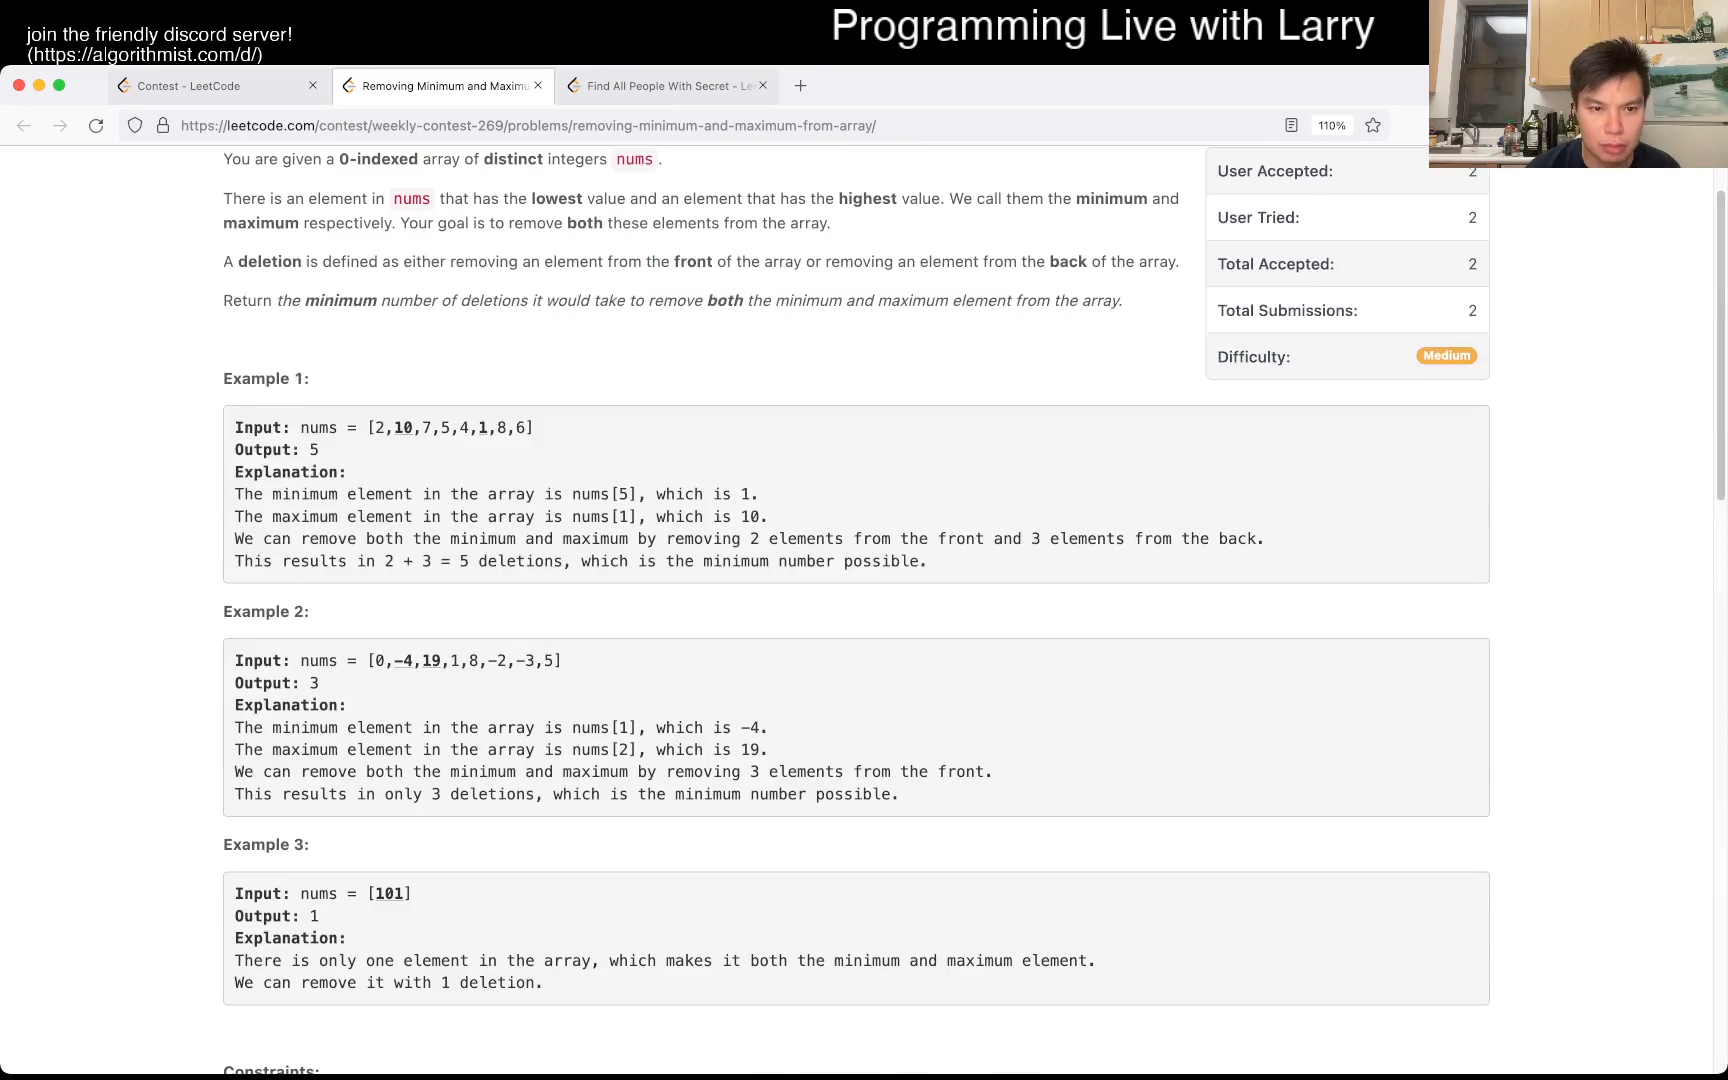 join the friendly discord server!
(https://algorithmist.com/d/)
Programming Live with Larry
Contest - LeetCode
Removing Minimum and Maximu
Find All People With Secret - Le
https://leetcode.com/contest/weekly-contest-269/problems/removing-minimum-and-maximum-from-array/
110%
You are given a 0-indexed array of distinct integers nums .
There is an element in nums that has the lowest value and an element that has the highest value. We call them the minimum and
maximum respectively. Your goal is to remove both these elements from the array.
A deletion is defined as either removing an element from the front of the array or removing an element from the back of the array.
Return the minimum number of deletions it would take to remove both the minimum and maximum element from the array.
User Accepted: 2
User Tried: 2
Total Accepted: 2
Total Submissions: 2
Difficulty: Medium
Example 1:
Input: nums = [2,10,7,5,4,1,8,6]
Output: 5
Explanation:
The minimum element in the array is nums[5], which is 1.
The maximum element in the array is nums[1], which is 10.
We can remove both the minimum and maximum by removing 2 elements from the front and 3 elements from the back.
This results in 2 + 3 = 5 deletions, which is the minimum number possible.
Example 2:
Input: nums = [0,-4,19,1,8,-2,-3,5]
Output: 3
Explanation:
The minimum element in the array is nums[1], which is -4.
The maximum element in the array is nums[2], which is 19.
We can remove both the minimum and maximum by removing 3 elements from the front.
This results in only 3 deletions, which is the minimum number possible.
Example 3:
Input: nums = [101]
Output: 1
Explanation:
There is only one element in the array, which makes it both the minimum and maximum element.
We can remove it with 1 deletion.
Constraints: